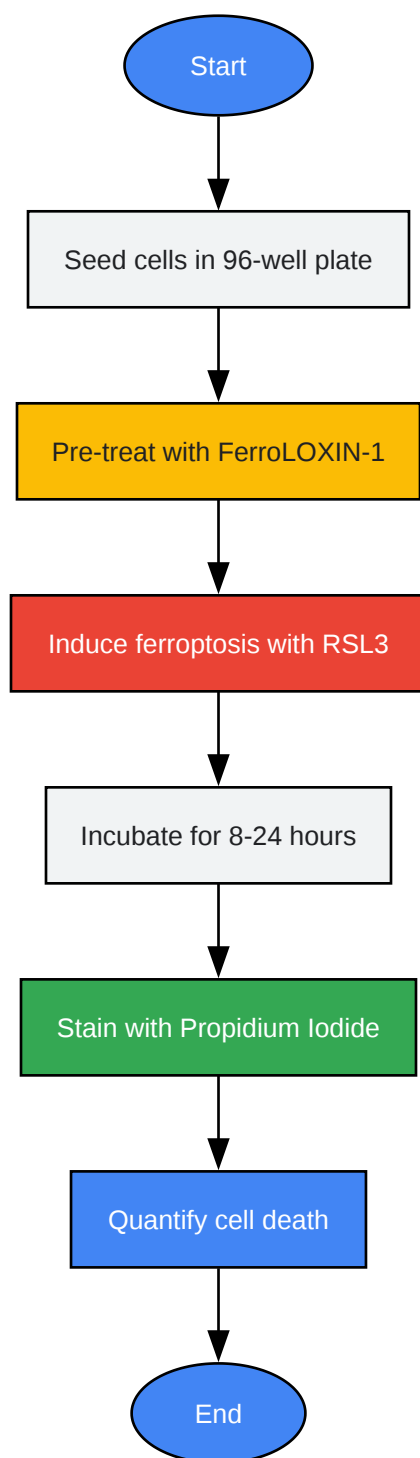 Start
Seed cells in 96-well plate
Pre-treat with FerroLOXIN-1
Induce ferroptosis with RSL3
Incubate for 8-24 hours
Stain with Propidium Iodide
Quantify cell death
End